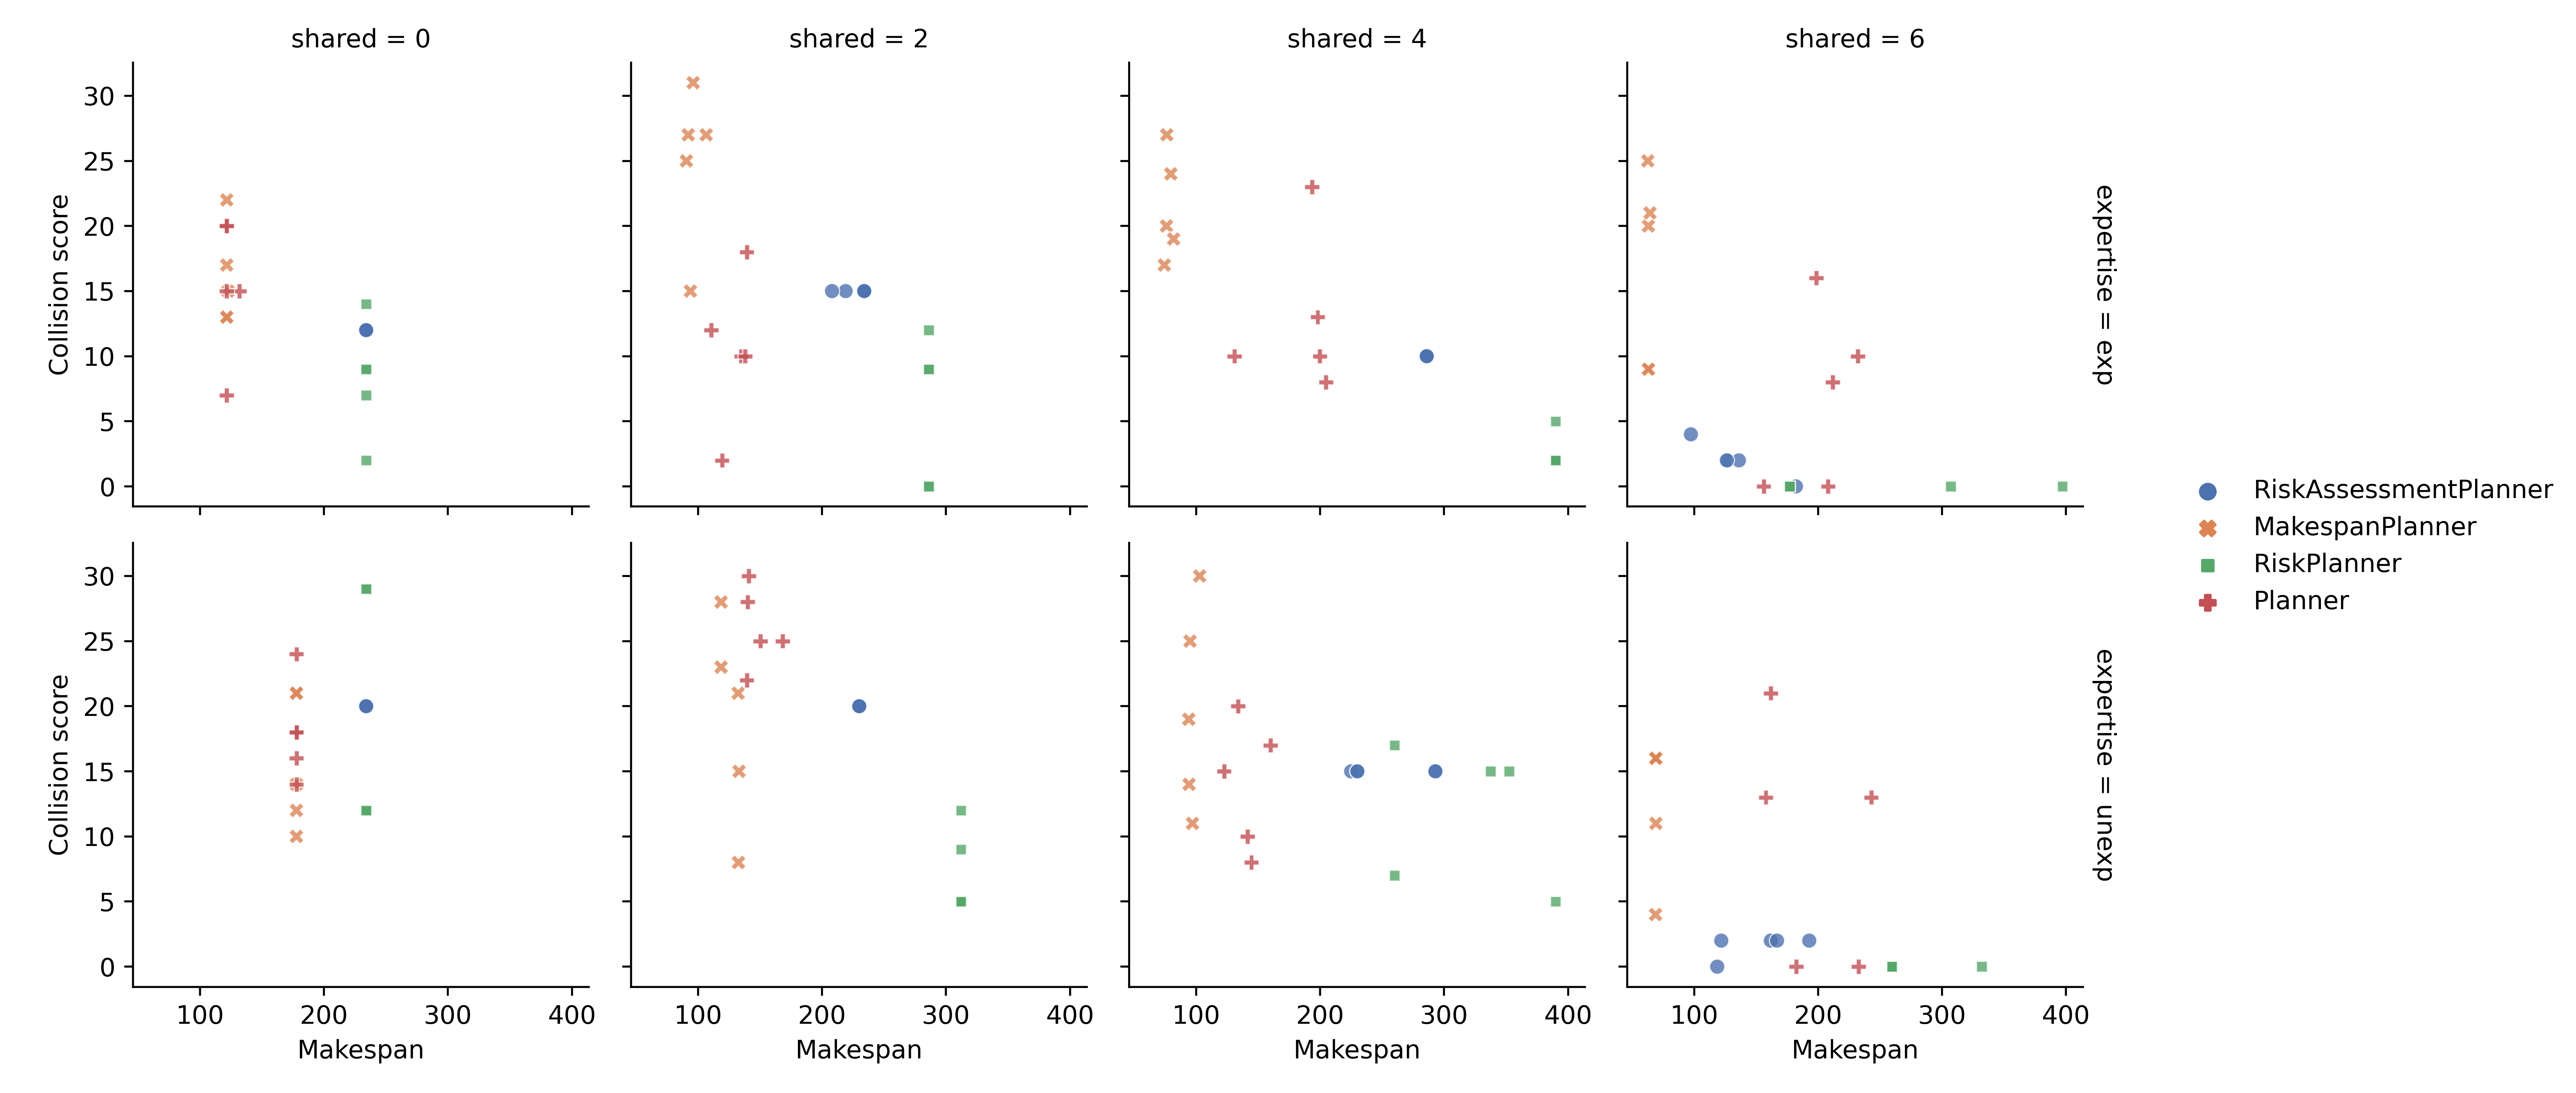 shared = 0
shared = 2
shared = 4
shared = 6
30
25
20
15
10
5
0
Collision score
expertise = exp
30
25
20
15
10
5
0
Collision score
expertise = unexp
100 200 300 400
100 200 300 400
100 200 300 400
100 200 300 400
Makespan
Makespan
Makespan
Makespan
RiskAssessmentPlanner
MakespanPlanner
RiskPlanner
Planner